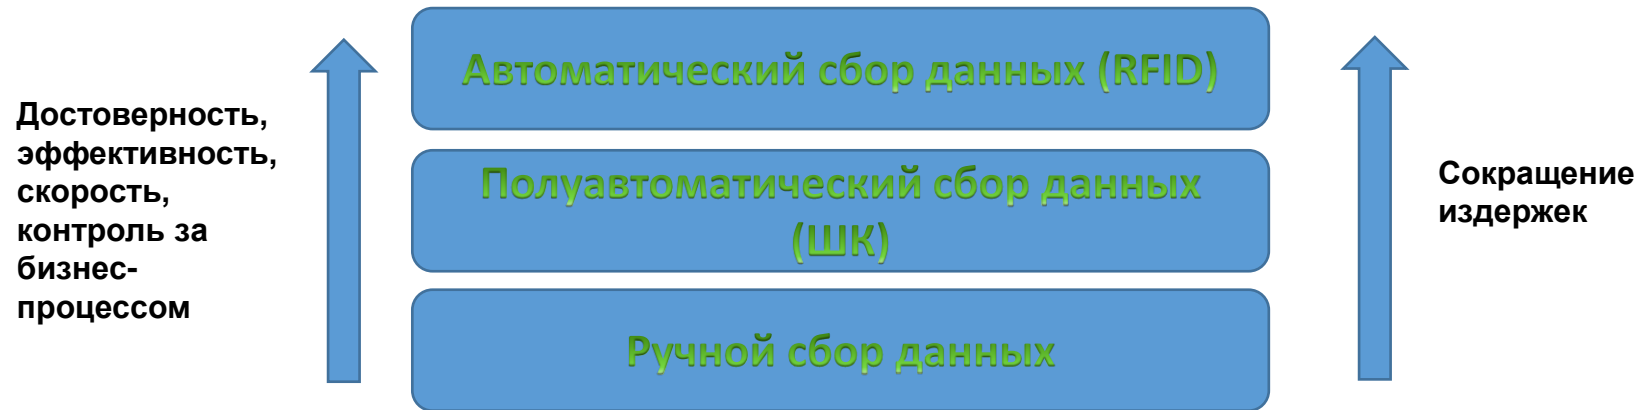 Автоматический сбор данных (RFID)
Достоверность,
эффективность,
скорость,
контроль за
бизнес-
процессом
Полуавтоматический сбор данных
(ШК)
Сокращение
издержек
Ручной сбор данных